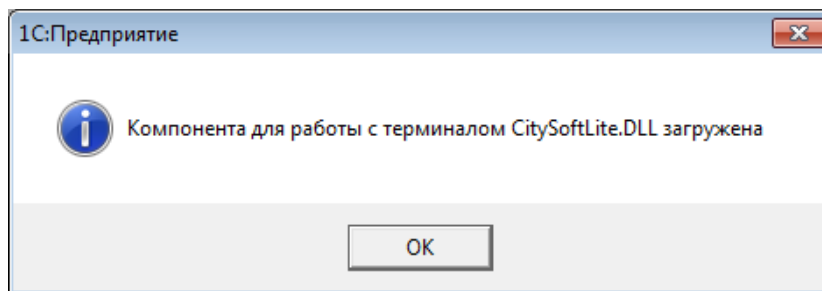 1С:Предприятие
Компонента для работы с терминалом CitySoftLite.DLL загружена
OK